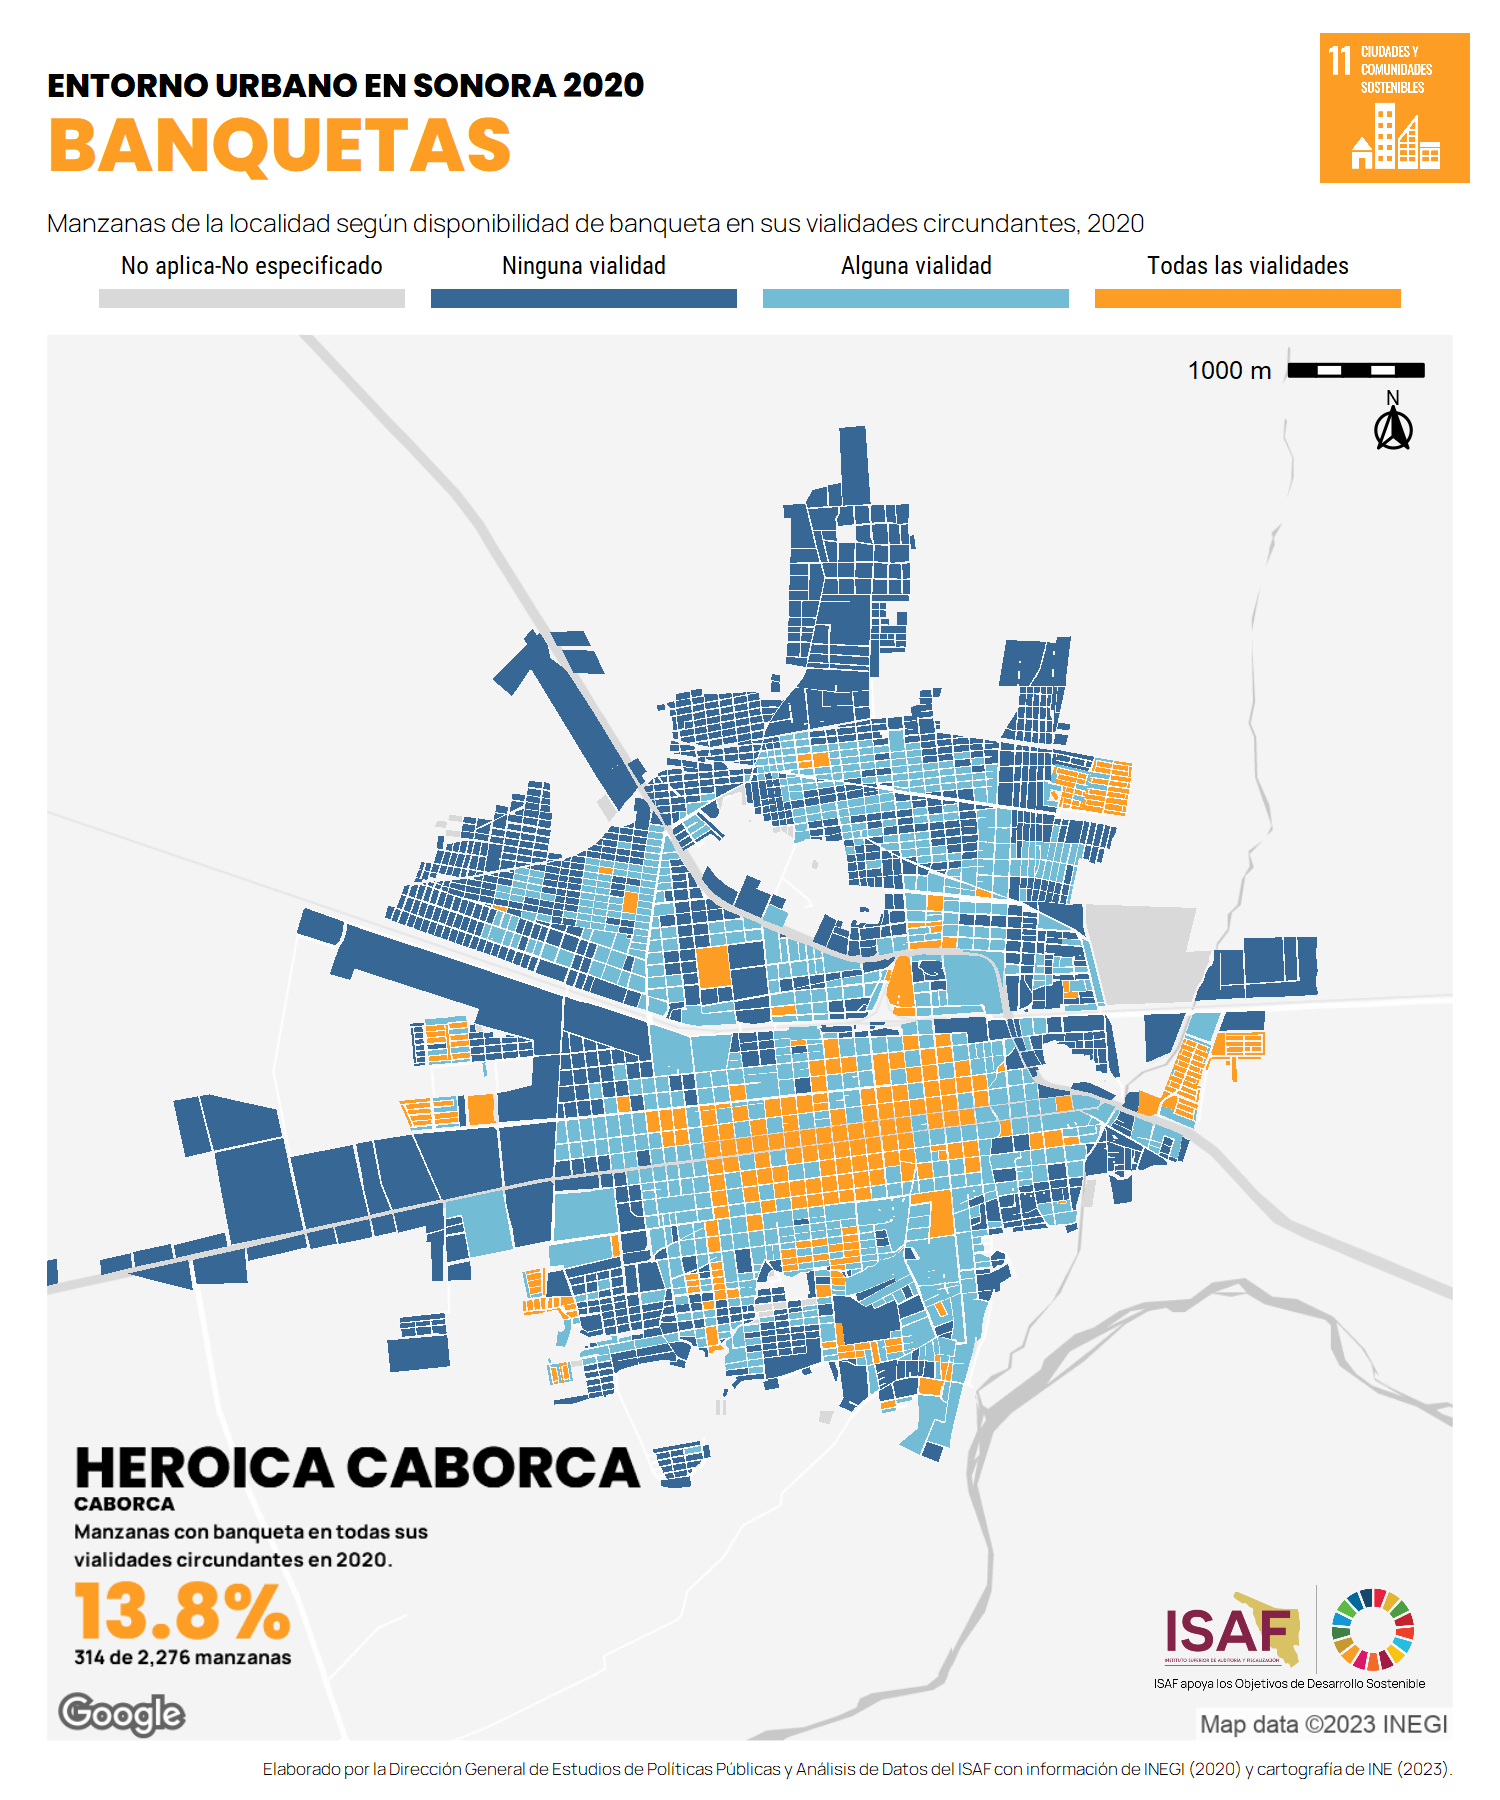 ENTORNO URBANO EN SONORA 2020
BANQUETAS
11 CIUDADES Y
COMUNIDADES
SOSTENIBLES
Manzanas de la localidad según disponibilidad de banqueta en sus vialidades circundantes, 2020
No aplica-No especificado
Ninguna vialidad
Alguna vialidad
Todas las vialidades
1000 m
N
HEROICA CABORCA
CABORCA
Manzanas con banqueta en todas sus
vialidades circundantes en 2020.
13.8%
314 de 2,276 manzanas
Google
ISAF
INSTITUTO SUPERIOR DE AUDITORÍA Y FISCALIZACIÓN
ISAF apoya los Objetivos de Desarrollo Sostenible
Map data ©2023 INEGI
Elaborado por la Dirección General de Estudios de Políticas Públicas y Análisis de Datos del ISAF con información de INEGI (2020) y cartografía de INE (2023).